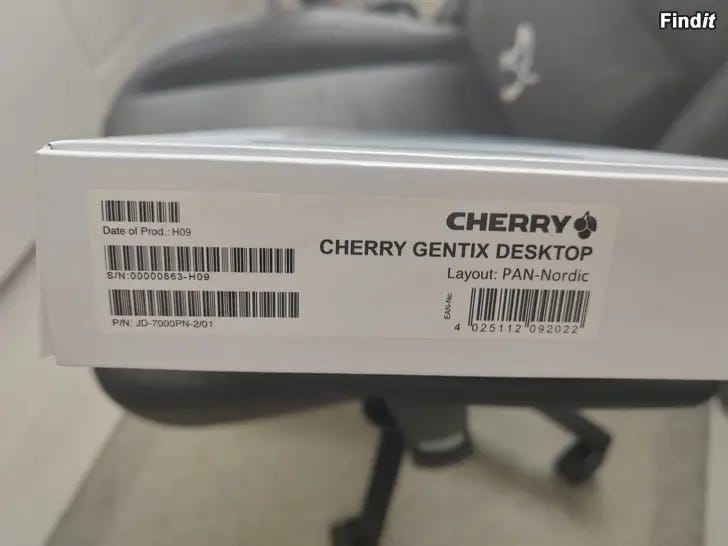 Findit
Date of Prod.: H09
S/N:00000863-H09
P/N: JD-7000PN-2/01
CHERRY
CHERRY GENTIX DESKTOP
Layout: PAN-Nordic
EAN-No.
4 025112 092022